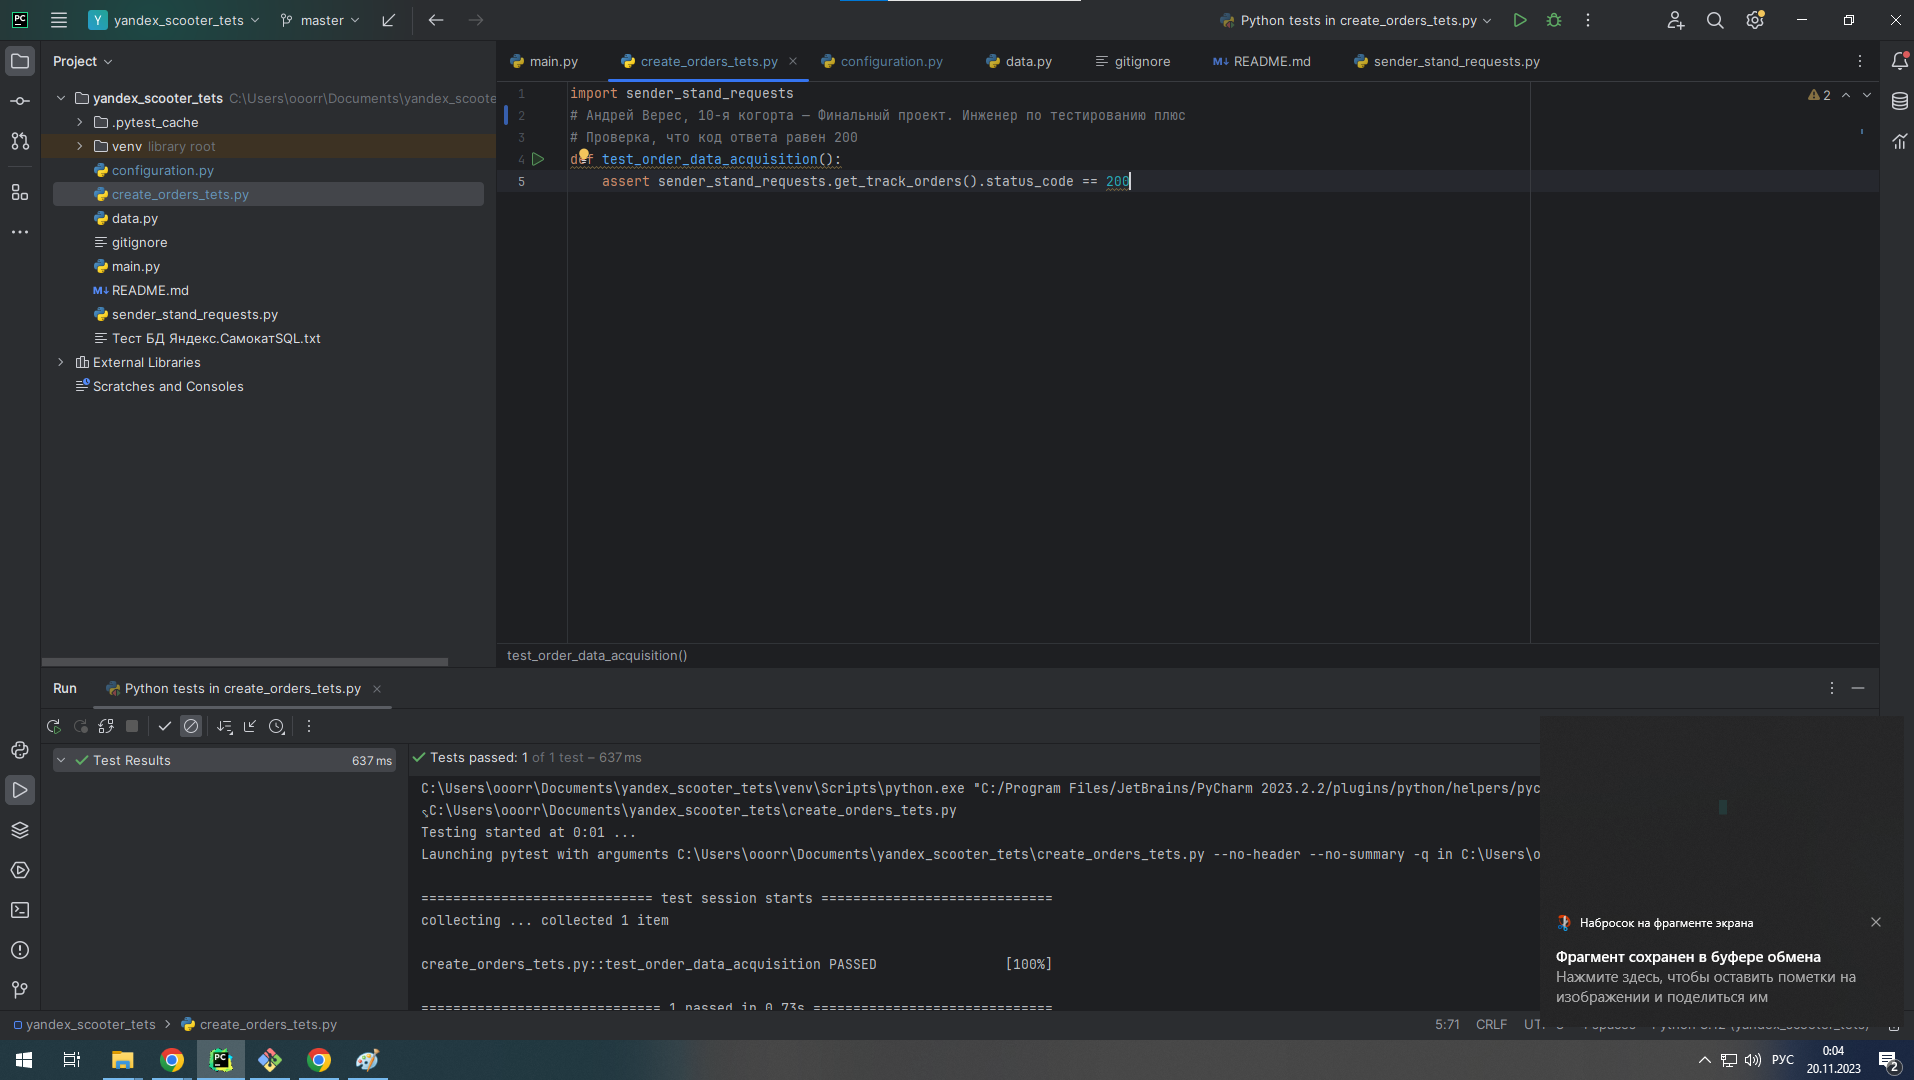 PC
Y yandex_scooter_tets
master
Python tests in create_orders_tets.py
Project
main.py
create_orders_tets.py
configuration.py
data.py
gitignore
M↓ README.md
sender_stand_requests.py
yandex_scooter_tets C:\Users\ooorr\Documents\yandex_scoote
.pytest_cache
venv library root
configuration.py
create_orders_tets.py
data.py
gitignore
main.py
M↓ README.md
sender_stand_requests.py
Тест БД Яндекс.СамокатSQL.txt
External Libraries
Scratches and Consoles
1 import sender_stand_requests
2 # Андрей Верес, 10-я когорта — Финальный проект. Инженер по тестированию плюс
3 # Проверка, что код ответа равен 200
4 def test_order_data_acquisition():
5 assert sender_stand_requests.get_track_orders().status_code == 200
2
test_order_data_acquisition()
Run
Python tests in create_orders_tets.py
Test Results 637 ms
Tests passed: 1 of 1 test – 637 ms
C:\Users\ooorr\Documents\yandex_scooter_tets\venv\Scripts\python.exe "C:/Program Files/JetBrains/PyCharm 2023.2.2/plugins/python/helpers/pyc
C:\Users\ooorr\Documents\yandex_scooter_tets\create_orders_tets.py
Testing started at 0:01 ...
Launching pytest with arguments C:\Users\ooorr\Documents\yandex_scooter_tets\create_orders_tets.py --no-header --no-summary -q in C:\Users\o
============================= test session starts =============================
collecting ... collected 1 item
create_orders_tets.py::test_order_data_acquisition PASSED [100%]
============================== 1 passed in 0.73s ==============================
Набросок на фрагменте экрана
Фрагмент сохранен в буфере обмена
Нажмите здесь, чтобы оставить пометки на
изображении и поделиться им
yandex_scooter_tets
create_orders_tets.py
5:71
CRLF
PC
РУС
0:04
20.11.2023
2